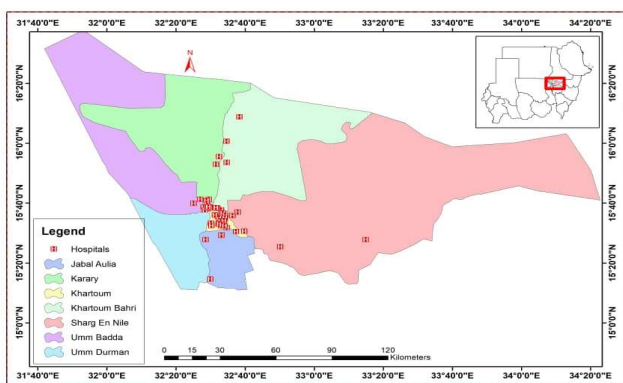 31°40'0"E 32°0'0"E 32°20'0"E 32°40'0"E 33°0'0"E 33°20'0"E 33°40'0"E 34°0'0"E 34°20'0"E
N
16°20'0"N 16°20'0"N
16°0'0"N 16°0'0"N
15°40'0"N 15°40'0"N
15°20'0"N 15°20'0"N
15°0'0"N 15°0'0"N
Legend
Hospitals
Jabal Aulia
Karary
Khartoum
Khartoum Bahri
Sharg En Nile
Umm Badda
Umm Durman
0 15 30 60 90 120
Kilometers
31°40'0"E 32°0'0"E 32°20'0"E 32°40'0"E 33°0'0"E 33°20'0"E 33°40'0"E 34°0'0"E 34°20'0"E